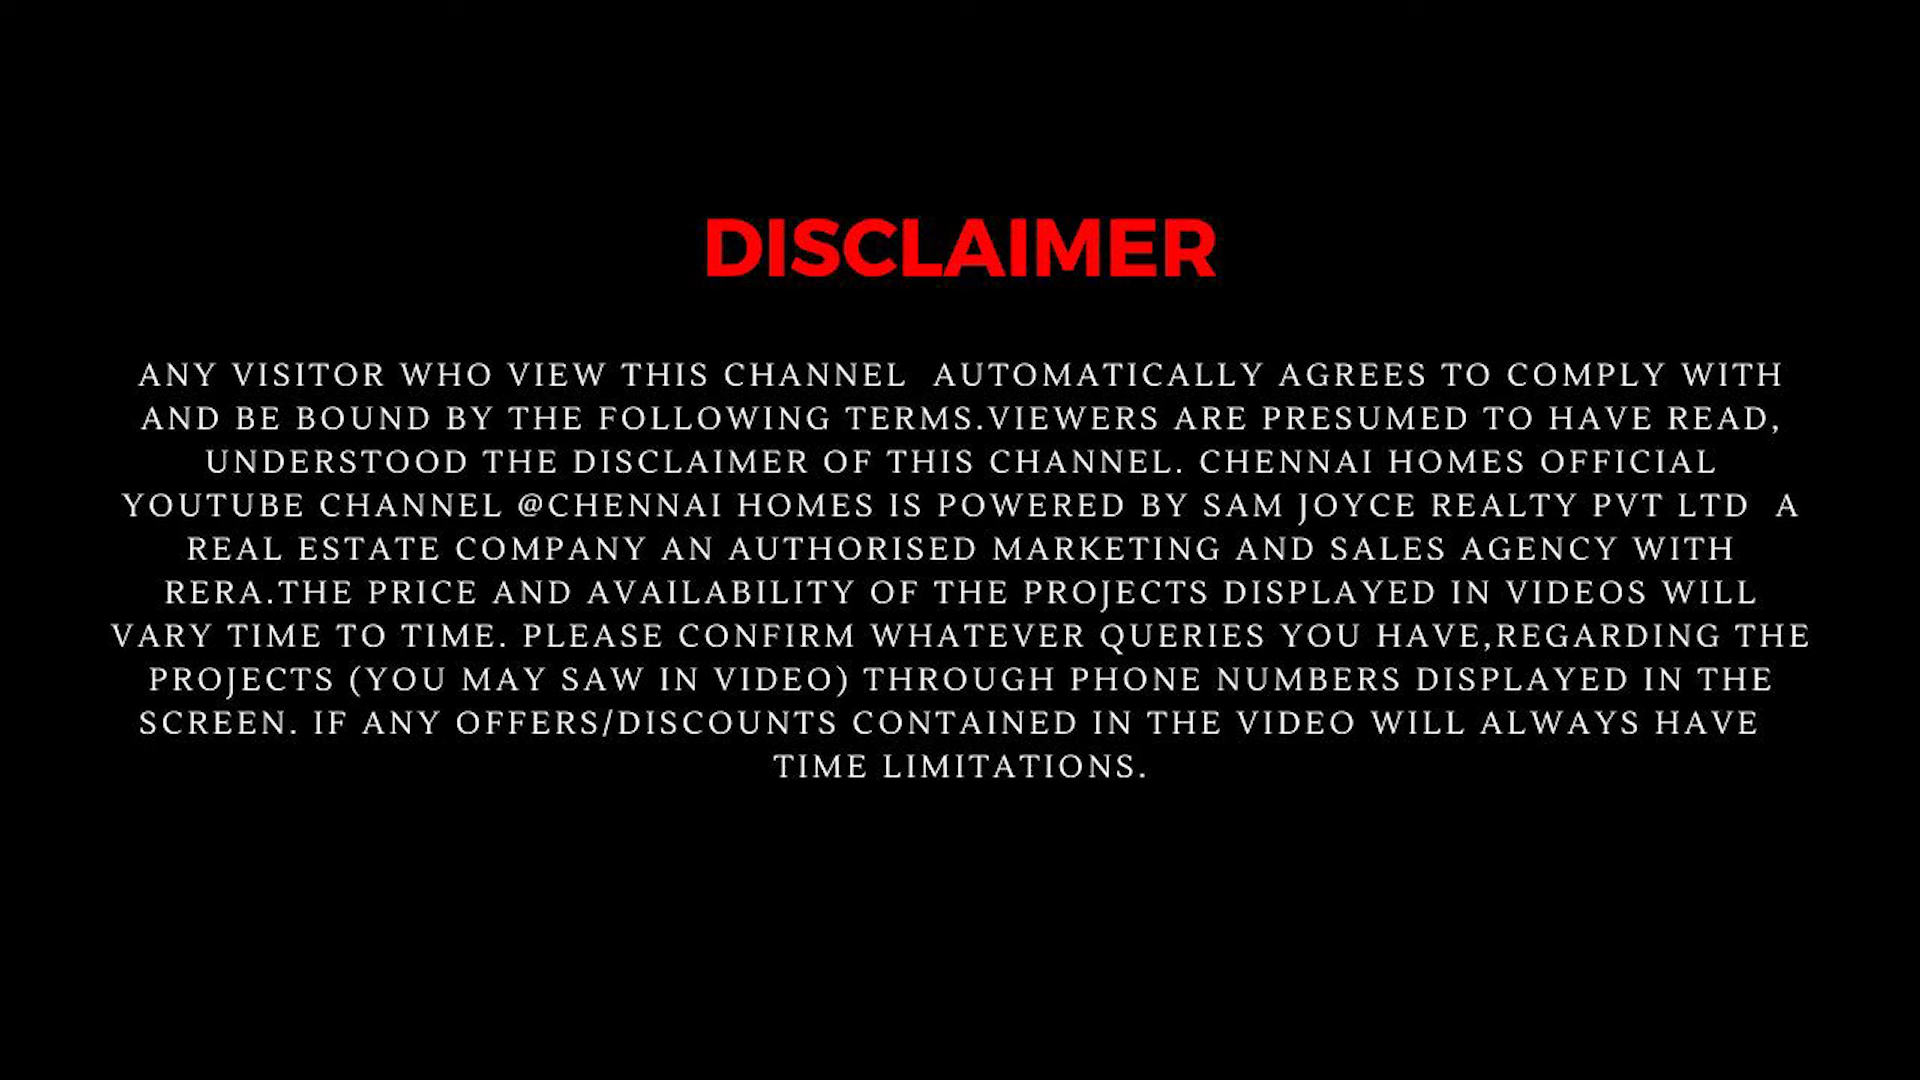 DISCLAIMER
ANY VISITOR WHO VIEW THIS CHANNEL  AUTOMATICALLY AGREES TO COMPLY WITH
AND BE BOUND BY THE FOLLOWING TERMS.VIEWERS ARE PRESUMED TO HAVE READ,
UNDERSTOOD THE DISCLAIMER OF THIS CHANNEL. CHENNAI HOMES OFFICIAL
YOUTUBE CHANNEL @CHENNAI HOMES IS POWERED BY SAM JOYCE REALTY PVT LTD  A
REAL ESTATE COMPANY AN AUTHORISED MARKETING AND SALES AGENCY WITH
RERA.THE PRICE AND AVAILABILITY OF THE PROJECTS DISPLAYED IN VIDEOS WILL
VARY TIME TO TIME. PLEASE CONFIRM WHATEVER QUERIES YOU HAVE,REGARDING THE
PROJECTS (YOU MAY SAW IN VIDEO) THROUGH PHONE NUMBERS DISPLAYED IN THE
SCREEN. IF ANY OFFERS/DISCOUNTS CONTAINED IN THE VIDEO WILL ALWAYS HAVE
TIME LIMITATIONS.